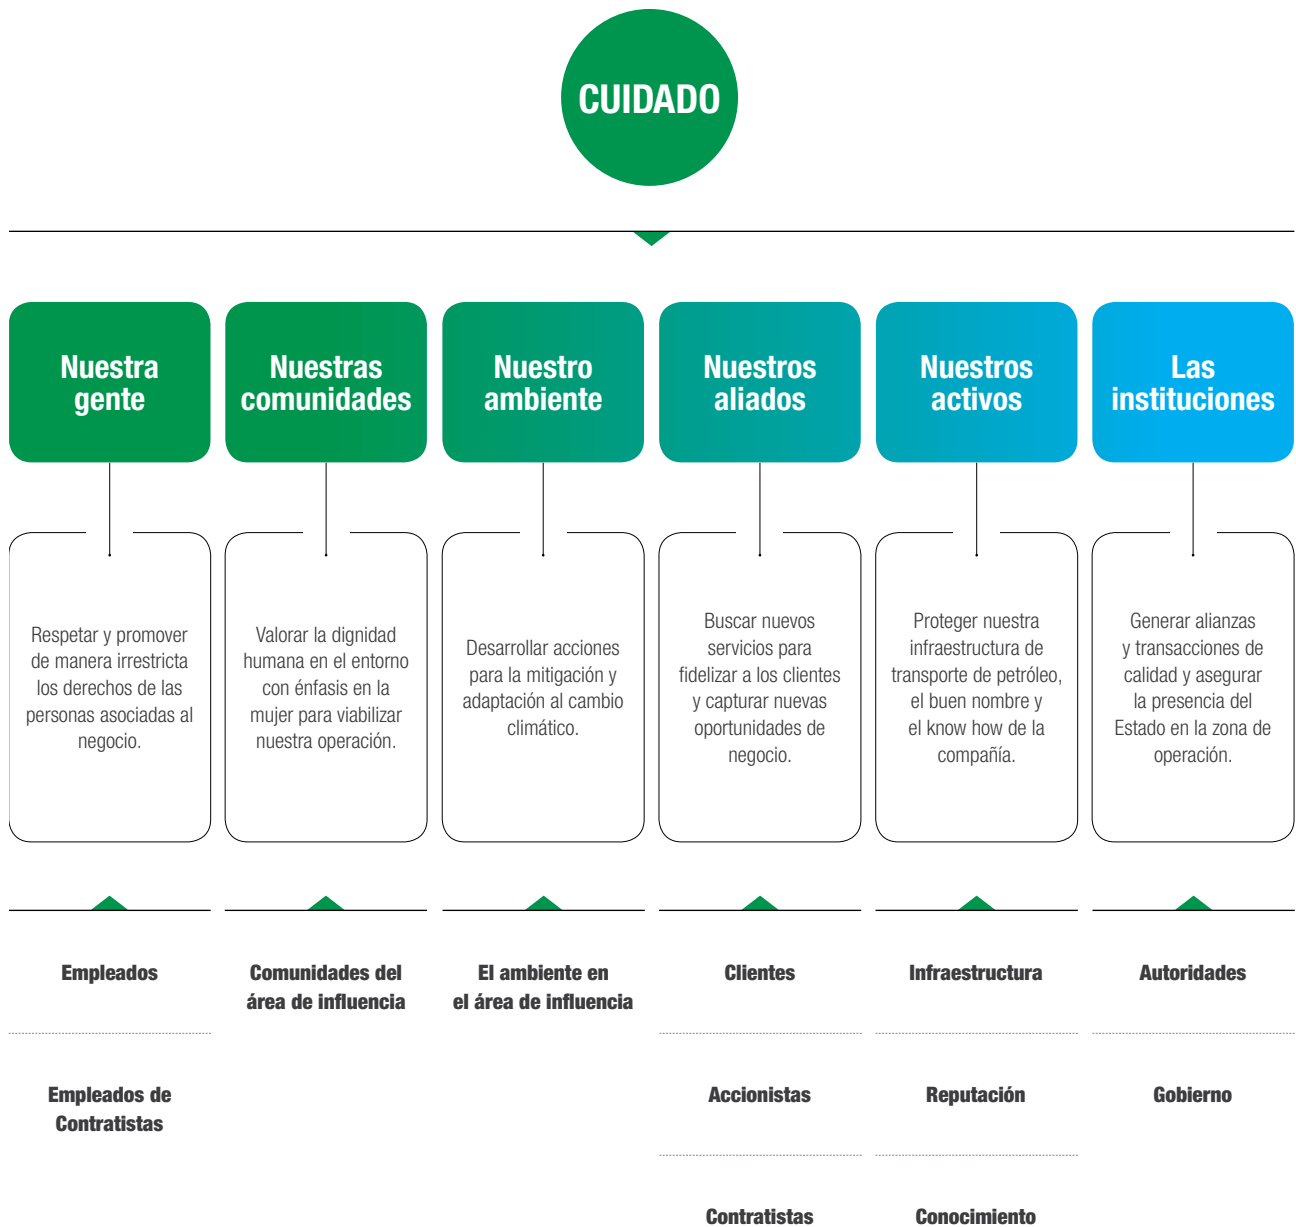 CUIDADO
Nuestra
gente
Nuestras
comunidades
Nuestro
ambiente
Nuestros
aliados
Nuestros
activos
Las
instituciones
Respetar y promover
de manera irrestricta
los derechos de las
personas asociadas al
negocio.
Valorar la dignidad
humana en el entorno
con énfasis en la
mujer para viabilizar
nuestra operación.
Desarrollar acciones
para la mitigación y
adaptación al cambio
climático.
Buscar nuevos
servicios para
fidelizar a los clientes
y capturar nuevas
oportunidades de
negocio.
Proteger nuestra
infraestructura de
transporte de petróleo,
el buen nombre y
el know how de la
compañía.
Generar alianzas
y transacciones de
calidad y asegurar
la presencia del
Estado en la zona de
operación.
Empleados
Comunidades del
área de influencia
El ambiente en
el área de influencia
Clientes
Infraestructura
Autoridades
Empleados de
Contratistas
Accionistas
Reputación
Gobierno
Contratistas
Conocimiento